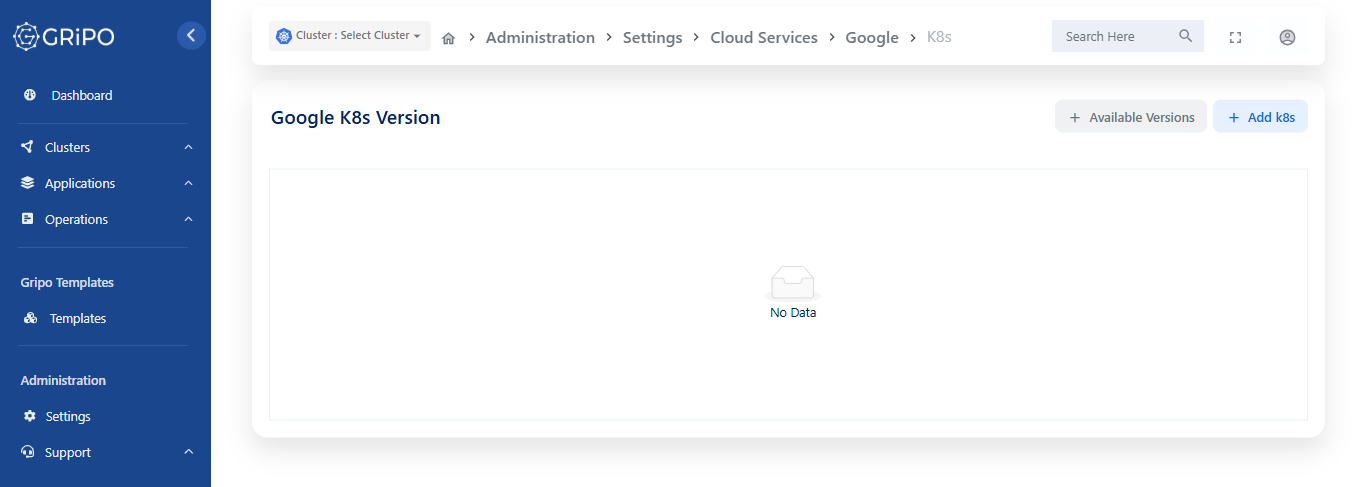 GRiPO
Dashboard
Clusters
Applications
Operations
Gripo Templates
Templates
Administration
Settings
Support
Cluster : Select Cluster
Administration > Settings > Cloud Services > Google > K8s
Search Here
Google K8s Version
+ Available Versions
+ Add k8s
No Data